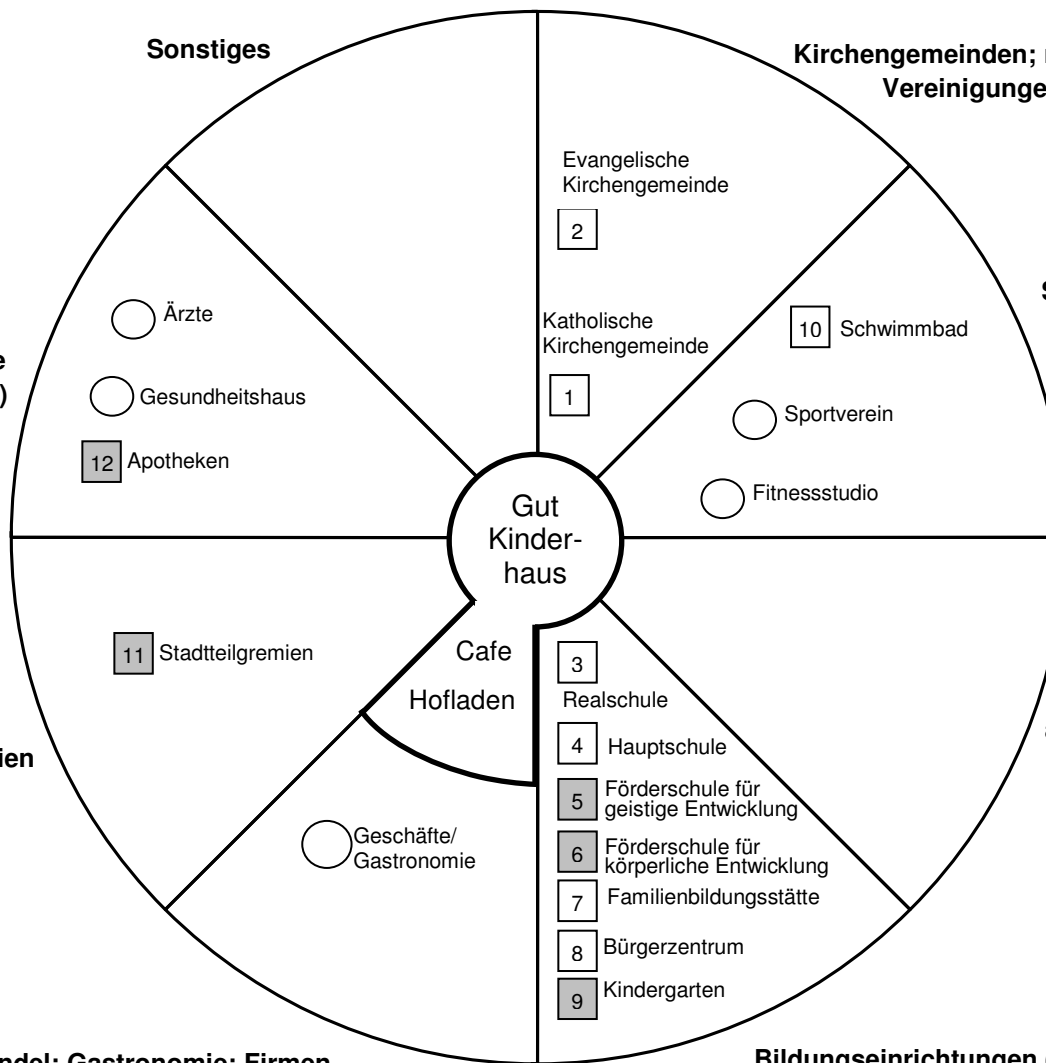 Sonstiges
Kirchengemeinden;
Vereinigunge
Evangelische
Kirchengemeinde
2
Katholische
Kirchengemeinde
1
10 Schwimmbad
Sportverein
Fitnessstudio
Ärzte
Gesundheitshaus
12 Apotheken
e
)
Gut
Kinder-
haus
Cafe
Hofladen
11 Stadtteilgremien
ien
3
Realschule
4 Hauptschule
5 Förderschule für
geistige Entwicklung
6 Förderschule für
körperliche Entwicklung
7 Familienbildungsstätte
8 Bürgerzentrum
9 Kindergarten
Geschäfte/
Gastronomie
ndel; Gastronomie; Firmen
Bildungseinrichtungen